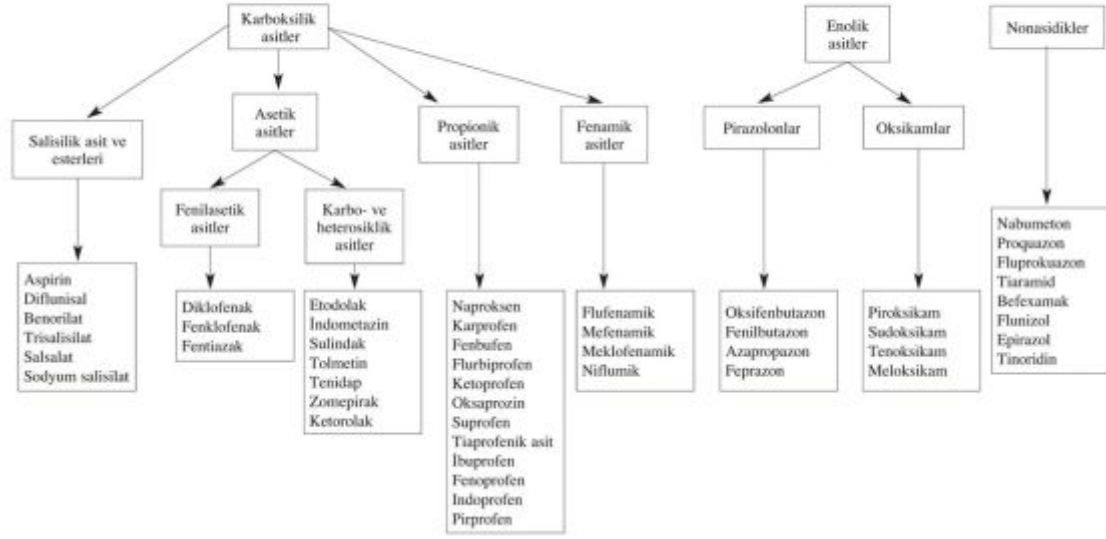 Karboksilik
asitler
Enolik
asitler
Nonasidikler
Salisilik asit ve
esterleri
Asetik
asitler
Propionik
asitler
Fenamik
asitler
Pirazolonlar
Oksikamlar
Fenilasetik
asitler
Karbo- ve
heterosiklik
asitler
Aspirin
Diflunisal
Benorilat
Trisalisilat
Salsalat
Sodyum salisilat
Diklofenak
Fenklofenak
Fentiazak
Etodolak
İndometazin
Sulindak
Tolmetin
Tenidap
Zomepirak
Ketorolak
Naproksen
Karprofen
Fenbufen
Flurbiprofen
Ketoprofen
Oksaprozin
Suprofen
Tiaprofenik asit
İbuprofen
Fenoprofen
Indoprofen
Pirprofen
Flufenamik
Mefenamik
Meklofenamik
Niflumik
Oksifenbutazon
Fenilbutazon
Azapropazon
Feprazon
Piroksikam
Sudoksikam
Tenoksikam
Meloksikam
Nabumeton
Proquazon
Fluprokuazon
Tiaramid
Befexamak
Flunizol
Epirazol
Tinoridin